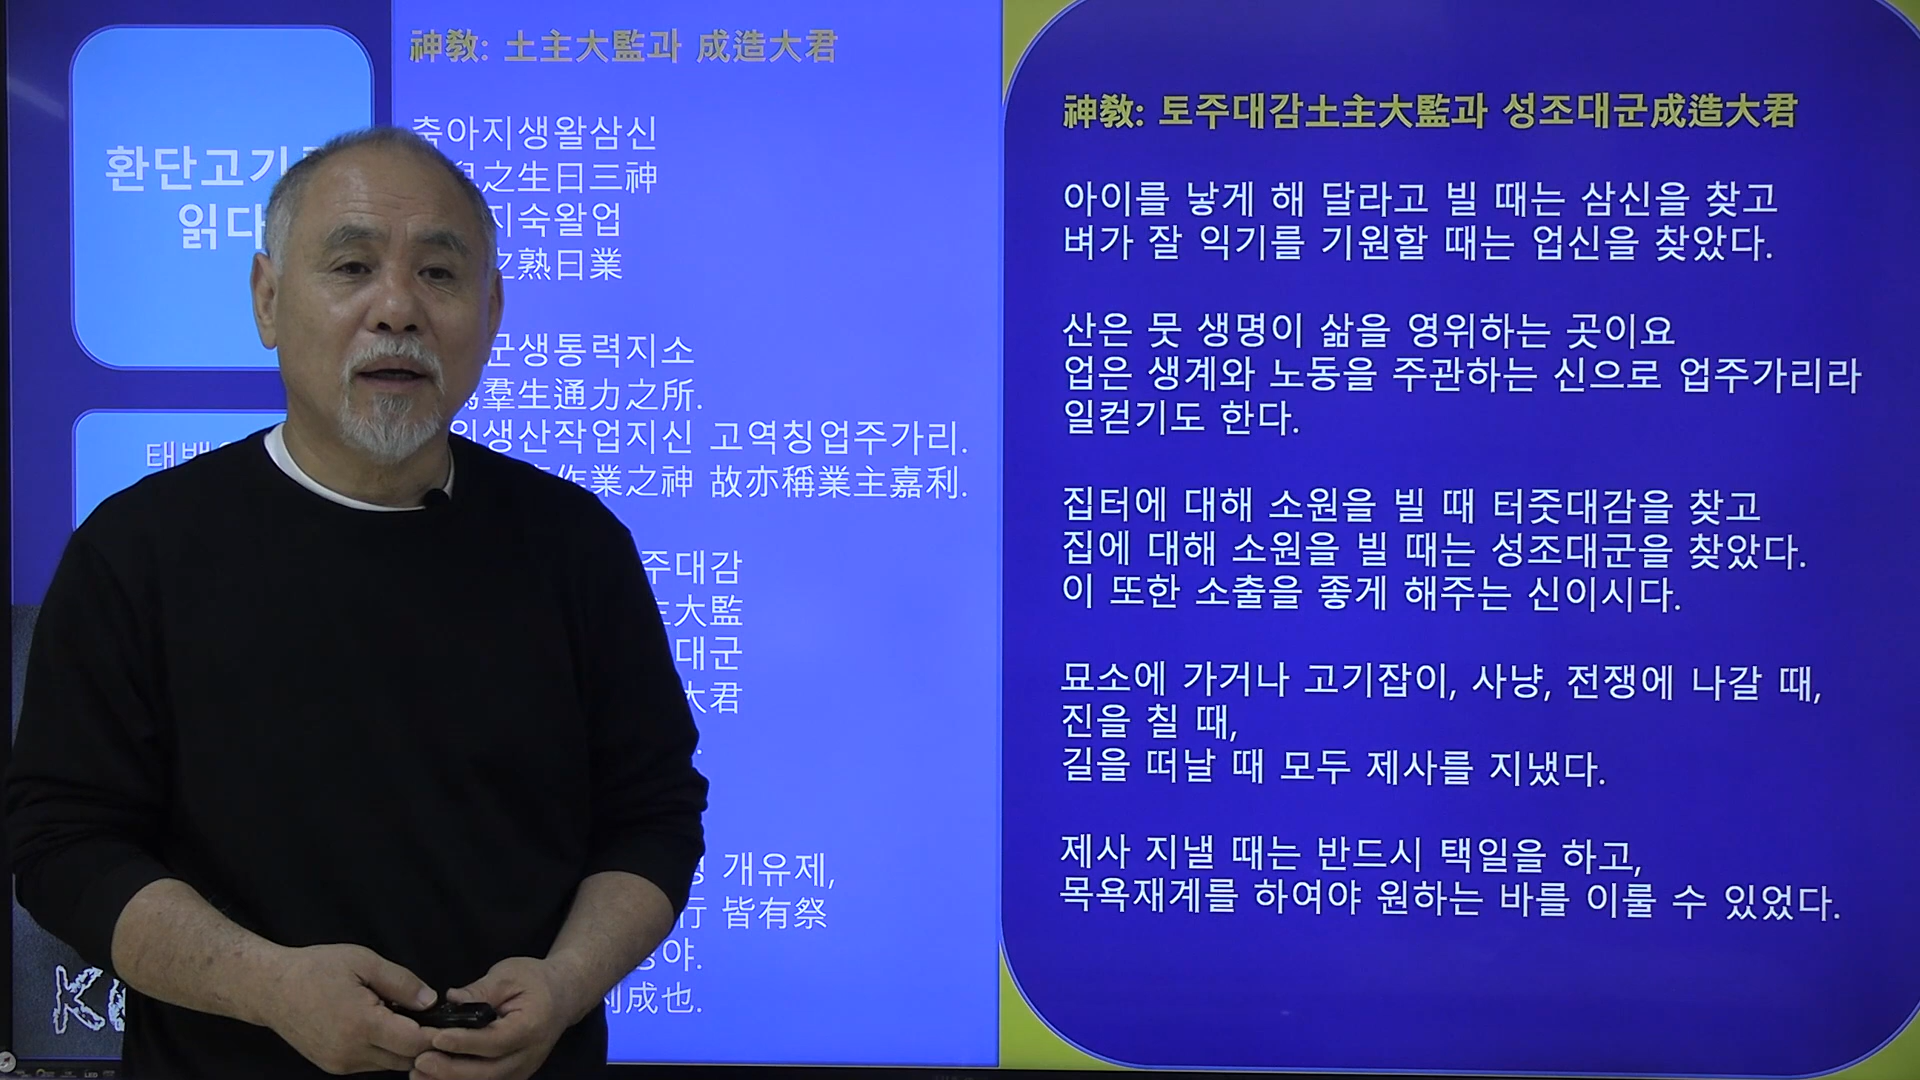 환단고기
읽다
神敎: 土主大監과 成造大君
축아지생왈삼신
之生曰三神
지숙왈업
之熟曰業
군생통력지소
爲羣生通力之所.
위생산작업지신 고역칭업주가리.
作業之神 故亦稱業主嘉利.
주대감
主大監
대군
大君
개유제,
行 皆有祭
야.
利成也.
神敎: 토주대감土主大監과 성조대군成造大君
아이를 낳게 해 달라고 빌 때는 삼신을 찾고
벼가 잘 익기를 기원할 때는 업신을 찾았다.
산은 뭇 생명이 삶을 영위하는 곳이요
업은 생계와 노동을 주관하는 신으로 업주가리라
일컫기도 한다.
집터에 대해 소원을 빌 때 터줏대감을 찾고
집에 대해 소원을 빌 때는 성조대군을 찾았다.
이 또한 소출을 좋게 해주는 신이시다.
묘소에 가거나 고기잡이, 사냥, 전쟁에 나갈 때,
진을 칠 때,
길을 떠날 때 모두 제사를 지냈다.
제사 지낼 때는 반드시 택일을 하고,
목욕재계를 하여야 원하는 바를 이룰 수 있었다.